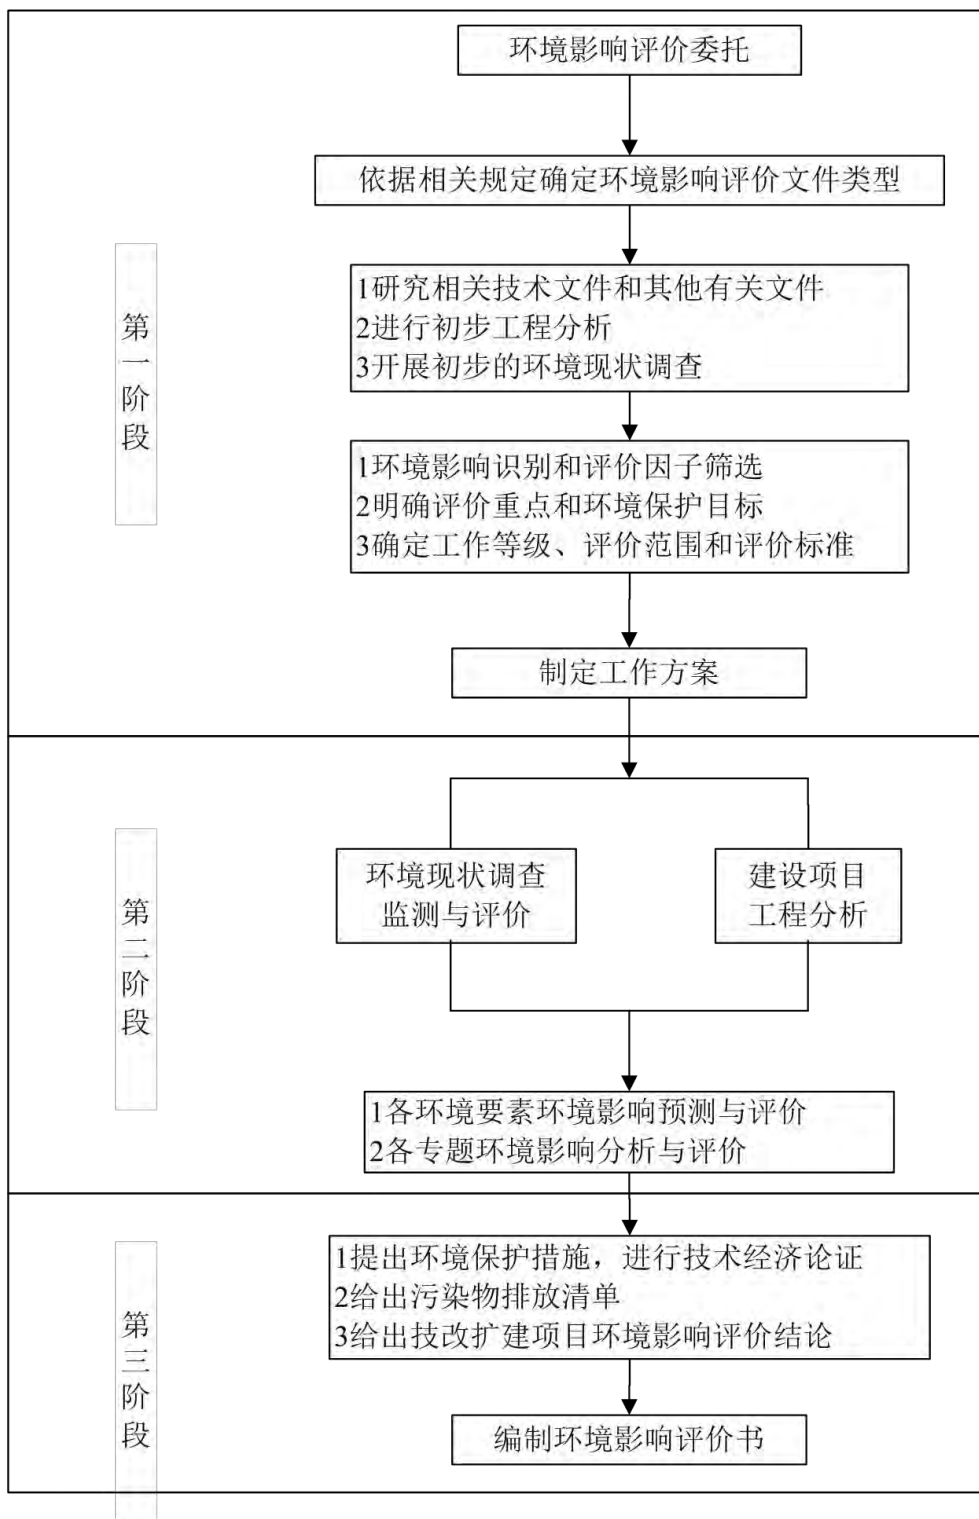 环境影响评价委托
依据相关规定确定环境影响评价文件类型
第一阶段
1研究相关技术文件和其他有关文件
2进行初步工程分析
3开展初步的环境现状调查
1环境影响识别和评价因子筛选
2明确评价重点和环境保护目标
3确定工作等级、评价范围和评价标准
制定工作方案
第二阶段
环境现状调查
监测与评价
建设项目
工程分析
1各环境要素环境影响预测与评价
2各专题环境影响分析与评价
第三阶段
1提出环境保护措施，进行技术经济论证
2给出污染物排放清单
3给出技改扩建项目环境影响评价结论
编制环境影响评价书